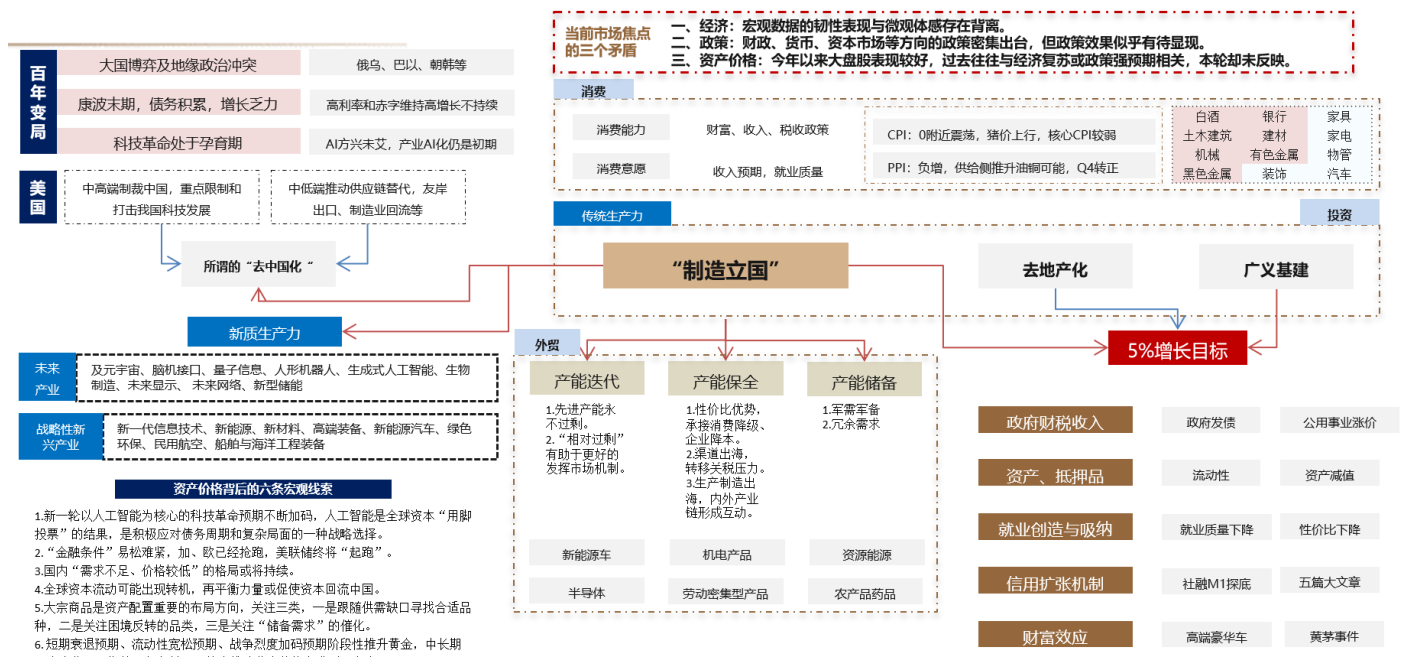 当前市场焦点
的三个矛盾
一、经济：宏观数据的韧性表现与微观体感存在背离。
二、政策：财政、货币、资本市场等方向的政策密集出台，但政策效果似乎有待显现。
三、资产价格：今年以来大盘股表现较好，过去往往与经济复苏或政策强预期相关，本轮却未反映。
百年变局
大国博弈及地缘政治冲突
俄乌、巴以、朝韩等
康波末期，债务积累，增长乏力
高利率和赤字维持高增长不持续
科技革命处于孕育期
AI方兴未艾，产业AI化仍是初期
美国
中高端制裁中国，重点限制和
打击我国科技发展
中低端推动供应链替代，友岸
出口、制造业回流等
所谓的“去中国化“
新质生产力
未来
产业
及元宇宙、脑机接口、量子信息、人形机器人、生成式人工智能、生物
制造、未来显示、 未来网络、新型储能
战略性新
兴产业
新一代信息技术、新能源、新材料、高端装备、新能源汽车、绿色
环保、民用航空、船舶与海洋工程装备
资产价格背后的六条宏观线索
1.新一轮以人工智能为核心的科技革命预期不断加码，人工智能是全球资本“用脚
投票”的结果，是积极应对债务周期和复杂局面的一种战略选择。
2.“金融条件”易松难紧，加、欧已经抢跑，美联储终将“起跑”。
3.国内“需求不足、价格较低”的格局或将持续。
4.全球资本流动可能出现转机，再平衡力量或促使资本回流中国。
5.大宗商品是资产配置重要的布局方向，关注三类，一是跟随供需缺口寻找合适品
种，二是关注困境反转的品类，三是关注“储备需求”的催化。
6.短期衰退预期、流动性宽松预期、战争烈度加码预期阶段性推升黄金，中长期
消费
消费能力
财富、收入、税收政策
消费意愿
收入预期，就业质量
CPI：0附近震荡，猪价上行，核心CPI较弱
PPI：负增，供给侧推升油铜可能，Q4转正
白酒 银行 家具
土木建筑 建材 家电
机械 有色金属 物管
黑色金属 装饰 汽车
传统生产力
投资
“制造立国”
去地产化
广义基建
5%增长目标
外贸
产能迭代
1.先进产能永
不过剩。
2.“相对过剩”
有助于更好的
发挥市场机制。
新能源车
半导体
产能保全
1.性价比优势，
承接消费降级、
企业降本。
2.渠道出海，
转移关税压力。
3.生产制造出
海，内外产业
链形成互动。
机电产品
劳动密集型产品
产能储备
1.军需军备
2.冗余需求
资源能源
农产品药品
政府财税收入
政府发债
公用事业涨价
资产、抵押品
流动性
资产减值
就业创造与吸纳
就业质量下降
性价比下降
信用扩张机制
社融M1探底
五篇大文章
财富效应
高端豪华车
黄茅事件